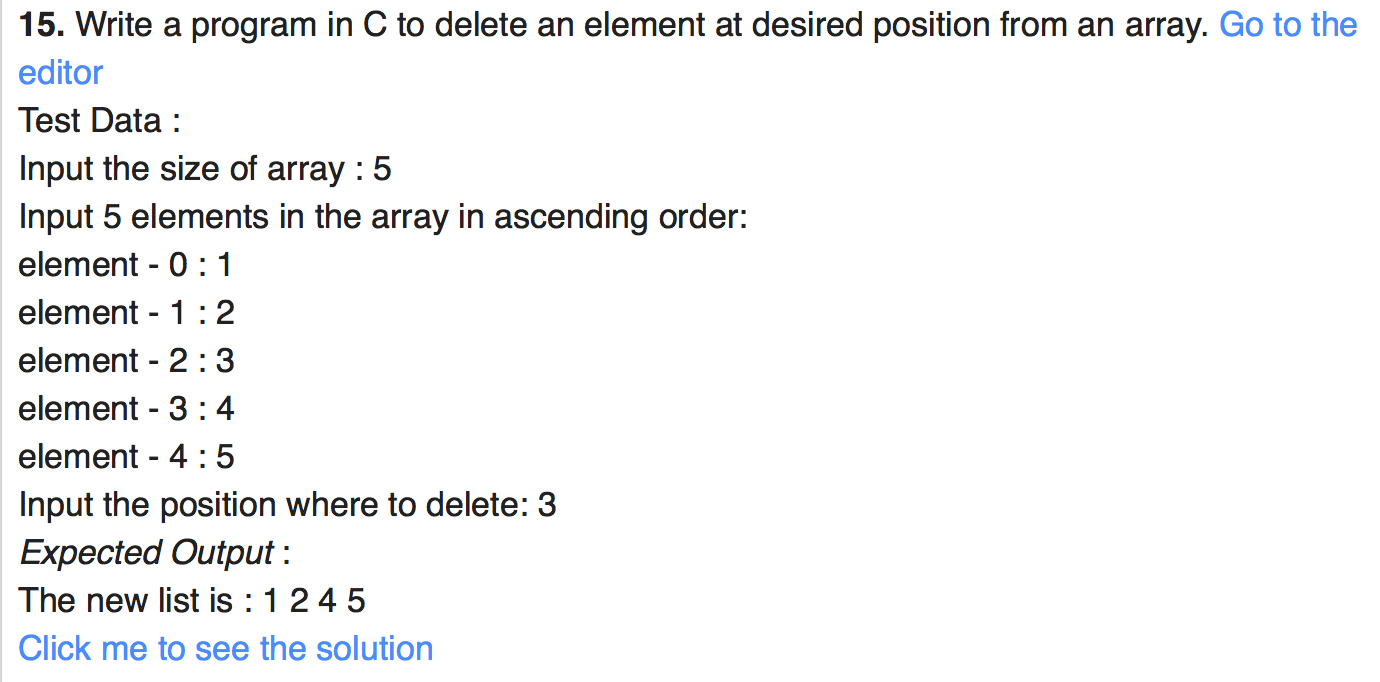 15. Write a program in C to delete an element at desired position from an array. Go to the
editor
Test Data :
Input the size of array : 5
Input 5 elements in the array in ascending order:
element - 0 : 1
element - 1 : 2
element - 2 : 3
element - 3 : 4
element - 4 : 5
Input the position where to delete: 3
Expected Output :
The new list is : 1 2 4 5
Click me to see the solution